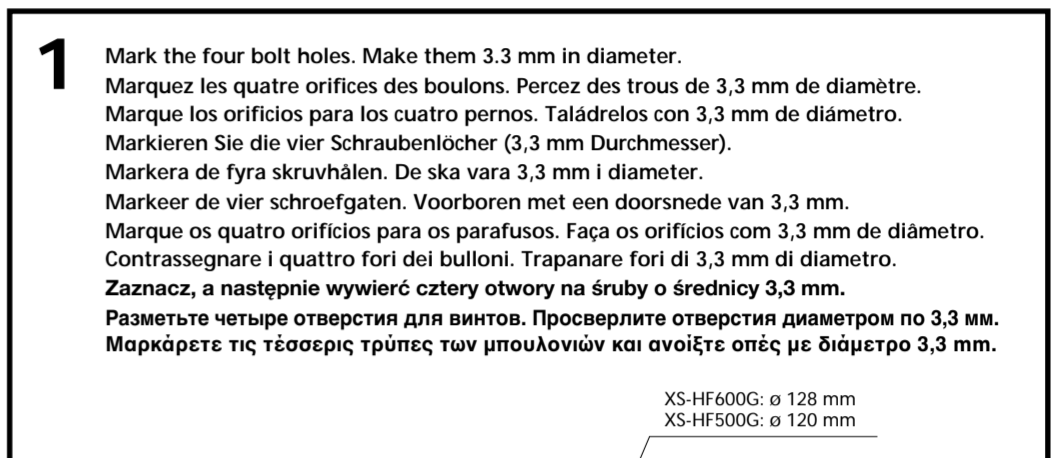 1
Mark the four bolt holes. Make them 3.3 mm in diameter.
Marquez les quatre orifices des boulons. Percez des trous de 3,3 mm de diamètre.
Marque los orificios para los cuatro pernos. Taládrelos con 3,3 mm de diámetro.
Markieren Sie die vier Schraubenlöcher (3,3 mm Durchmesser).
Markera de fyra skruvhålen. De ska vara 3,3 mm i diameter.
Markeer de vier schroefgaten. Voorboren met een doorsnede van 3,3 mm.
Marque os quatro orifícios para os parafusos. Faça os orifícios com 3,3 mm de diâmetro.
Contrassegnare i quattro fori dei bulloni. Trapanare fori di 3,3 mm di diametro.
Zaznacz, a następnie wywierć cztery otwory na śruby o średnicy 3,3 mm.
Разметьте четыре отверстия для винтов. Просверлите отверстия диаметром по 3,3 мм.
Μαρκάρετε τις τέσσερις τρύπες των μπουλονιών και ανοίξτε οπές με διάμετρο 3,3 mm.
XS-HF600G: ø 128 mm
XS-HF500G: ø 120 mm